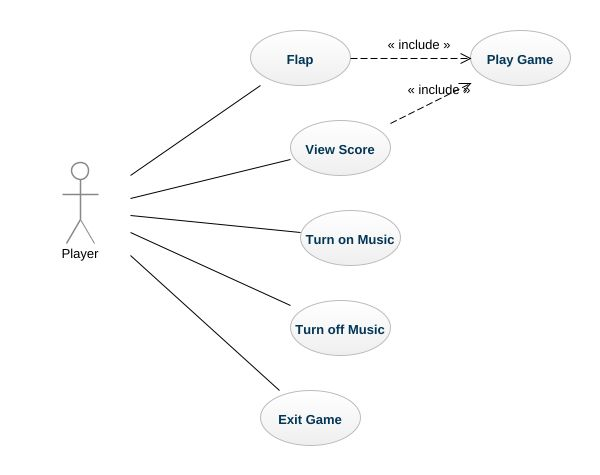 Flap
« include »
Play Game
« include »
View Score
Turn on Music
Player
Turn off Music
Exit Game